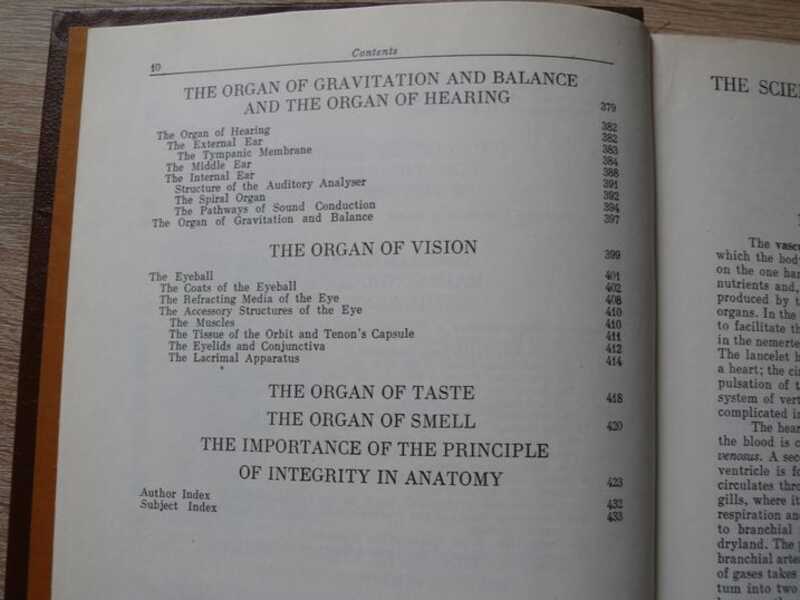 10
Contents
THE ORGAN OF GRAVITATION AND BALANCE
AND THE ORGAN OF HEARING 379
The Organ of Hearing 382
The External Ear 382
The Tympanic Membrane 383
The Middle Ear 384
The Internal Ear 388
Structure of the Auditory Analyser 391
The Spiral Organ 392
The Pathways of Sound Conduction 394
The Organ of Gravitation and Balance 397
THE ORGAN OF VISION 399
The Eyeball 401
The Coats of the Eyeball 402
The Refracting Media of the Eye 408
The Accessory Structures of the Eye 410
The Muscles 410
The Tissue of the Orbit and Tenon's Capsule 411
The Eyelids and Conjunctiva 412
The Lacrimal Apparatus 414
THE ORGAN OF TASTE 418
THE ORGAN OF SMELL 420
THE IMPORTANCE OF THE PRINCIPLE
OF INTEGRITY IN ANATOMY 423
Author Index 432
Subject Index 433
THE SCIE
The vascu
which the body
on the one han
nutrients and,
produced by t
organs. In the
to facilitate th
in the nemerte
The lancelet h
a heart; the cir
pulsation of t
system of vert
complicated in
The hear
the blood is c
venosus. A seco
ventricle is fo
circulates thro
gills, where it
respiration and
to branchial
dryland. The
branchial arte
of gases takes
tum into two